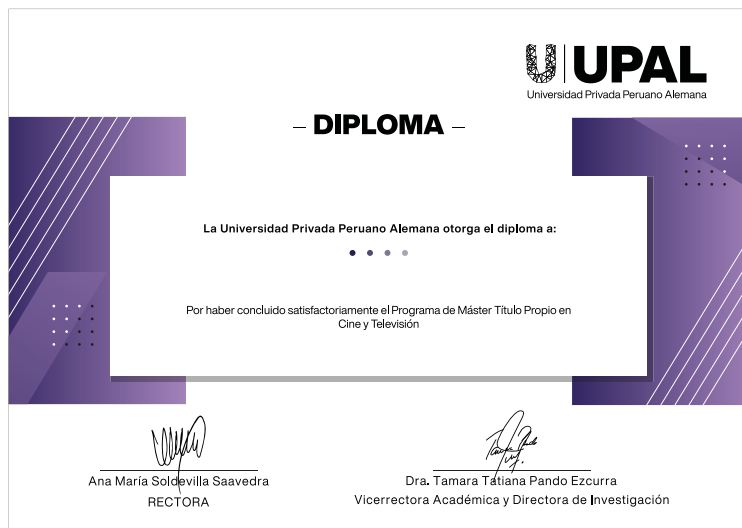 UPAL
Universidad Privada Peruano Alemana
– DIPLOMA –
La Universidad Privada Peruano Alemana otorga el diploma a:
Por haber concluido satisfactoriamente el Programa de Máster Título Propio en
Cine y Televisión
Ana María Soldevilla Saavedra
RECTORA
Dra. Tamara Tatiana Pando Ezcurra
Vicerrectora Académica y Directora de Investigación